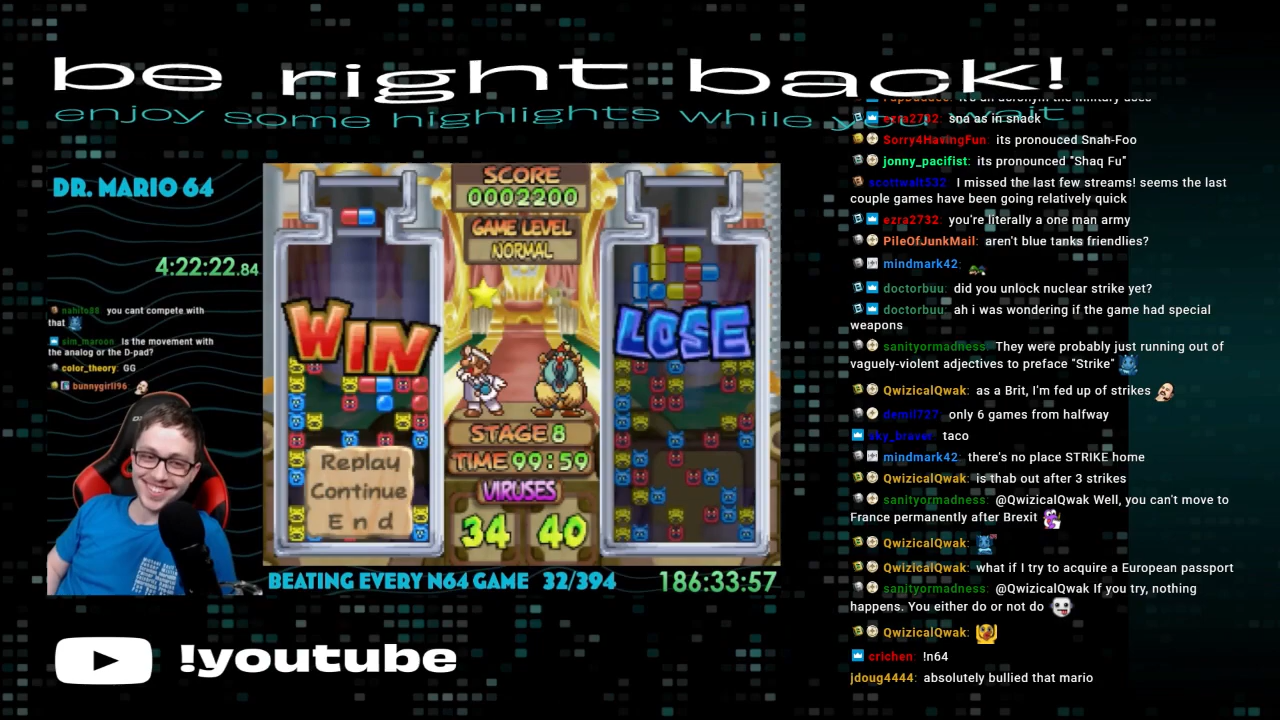 be right back!
enjoy some highlights while you wait
DR. MARIO 64
4:22:22.84
nahito88 you cant compete with
that
sim_maroon Is the movement with
the analog or the D-pad?
color_theory GG
bunnygirll96
SCORE
0002200
GAME LEVEL
NORMAL
WIN
LOSE
STAGE 8
TIME 99:59
VIRUSES
34 40
Replay
Continue
End
BEATING EVERY N64 GAME 32/394
186:33:57
!youtube
ezra2732 sna as in snack
Sorry4HavingFun: its pronouced Snah-Foo
jonny_pacifist: its pronounced "Shaq Fu"
scottwalt532 I missed the last few streams! seems the last
couple games have been going relatively quick
ezra2732: you're literally a one man army
PileOfJunkMail: aren't blue tanks friendlies?
mindmark42:
doctorbuu: did you unlock nuclear strike yet?
doctorbuu: ah i was wondering if the game had special
weapons
sanityormadness: They were probably just running out of
vaguely-violent adjectives to preface "Strike"
QwizicalQwak: as a Brit, I'm fed up of strikes
demil727: only 6 games from halfway
sky_bravet: taco
mindmark42: there's no place STRIKE home
QwizicalQwak: is thab out after 3 strikes
sanityormadness: @QwizicalQwak Well, you can't move to
France permanently after Brexit
QwizicalQwak:
QwizicalQwak: what if I try to acquire a European passport
sanityormadness: @QwizicalQwak If you try, nothing
happens. You either do or not do
QwizicalQwak:
crichen: !n64
jdoug4444: absolutely bullied that mario